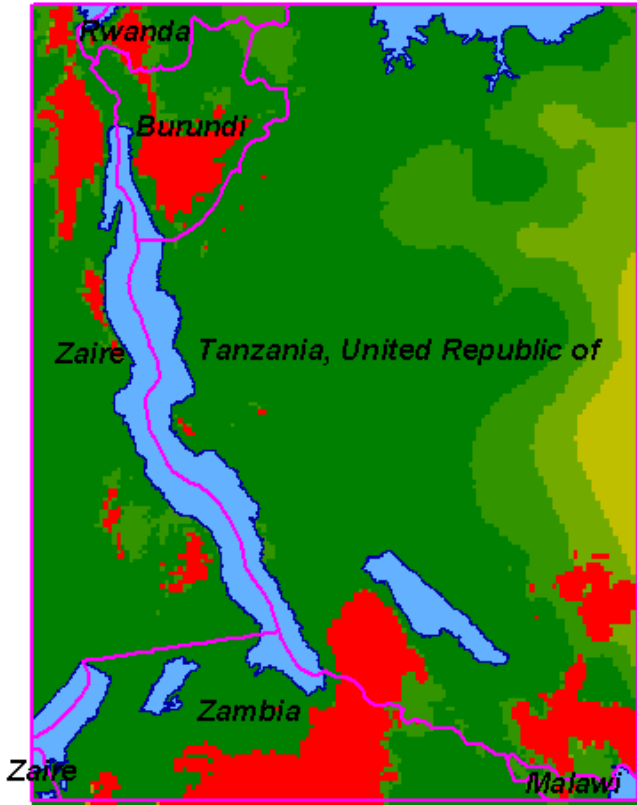 Rwanda
Burundi
Zaire
Tanzania, United Republic of
Zambia
Zaire
Malawi